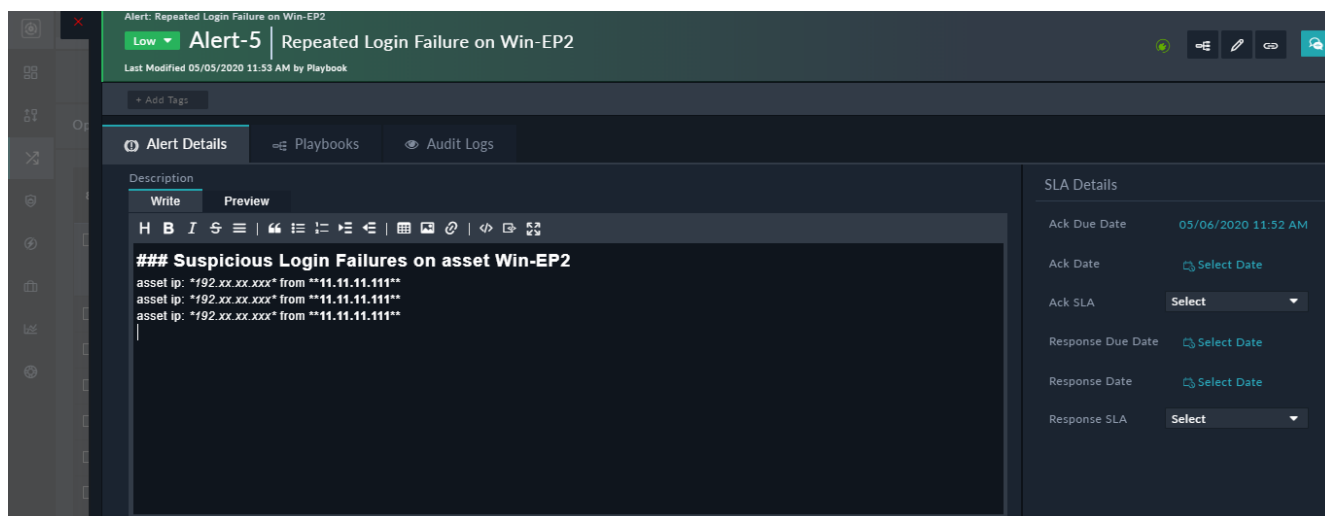 Alert: Repeated Login Failure on Win-EP2
Low Alert-5 | Repeated Login Failure on Win-EP2
Last Modified 05/05/2020 11:53 AM by Playbook
+ Add Tags
Alert Details Playbooks Audit Logs
Description
Write Preview
### Suspicious Login Failures on asset Win-EP2
asset ip: *192.xx.xx.xxx* from **11.11.11.111**
asset ip: *192.xx.xx.xxx* from **11.11.11.111**
asset ip: *192.xx.xx.xxx* from **11.11.11.111**
SLA Details
Ack Due Date 05/06/2020 11:52 AM
Ack Date Select Date
Ack SLA Select
Response Due Date Select Date
Response Date Select Date
Response SLA Select